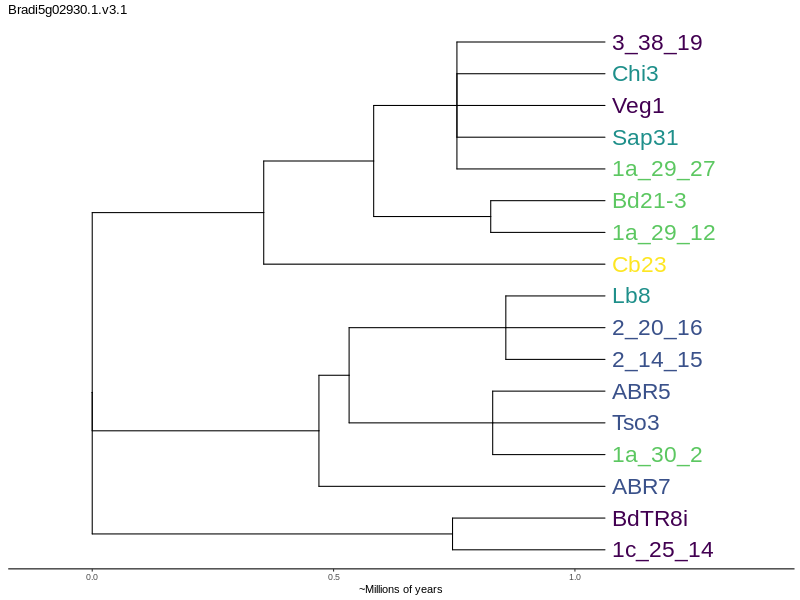 Bradi5g02930.1.v3.1
3_38_19
Chi3
Veg1
Sap31
1a_29_27
Bd21-3
1a_29_12
Cb23
Lb8
2_20_16
2_14_15
ABR5
Tso3
1a_30_2
ABR7
BdTR8i
1c_25_14
0.0 0.5 1.0
~Millions of years